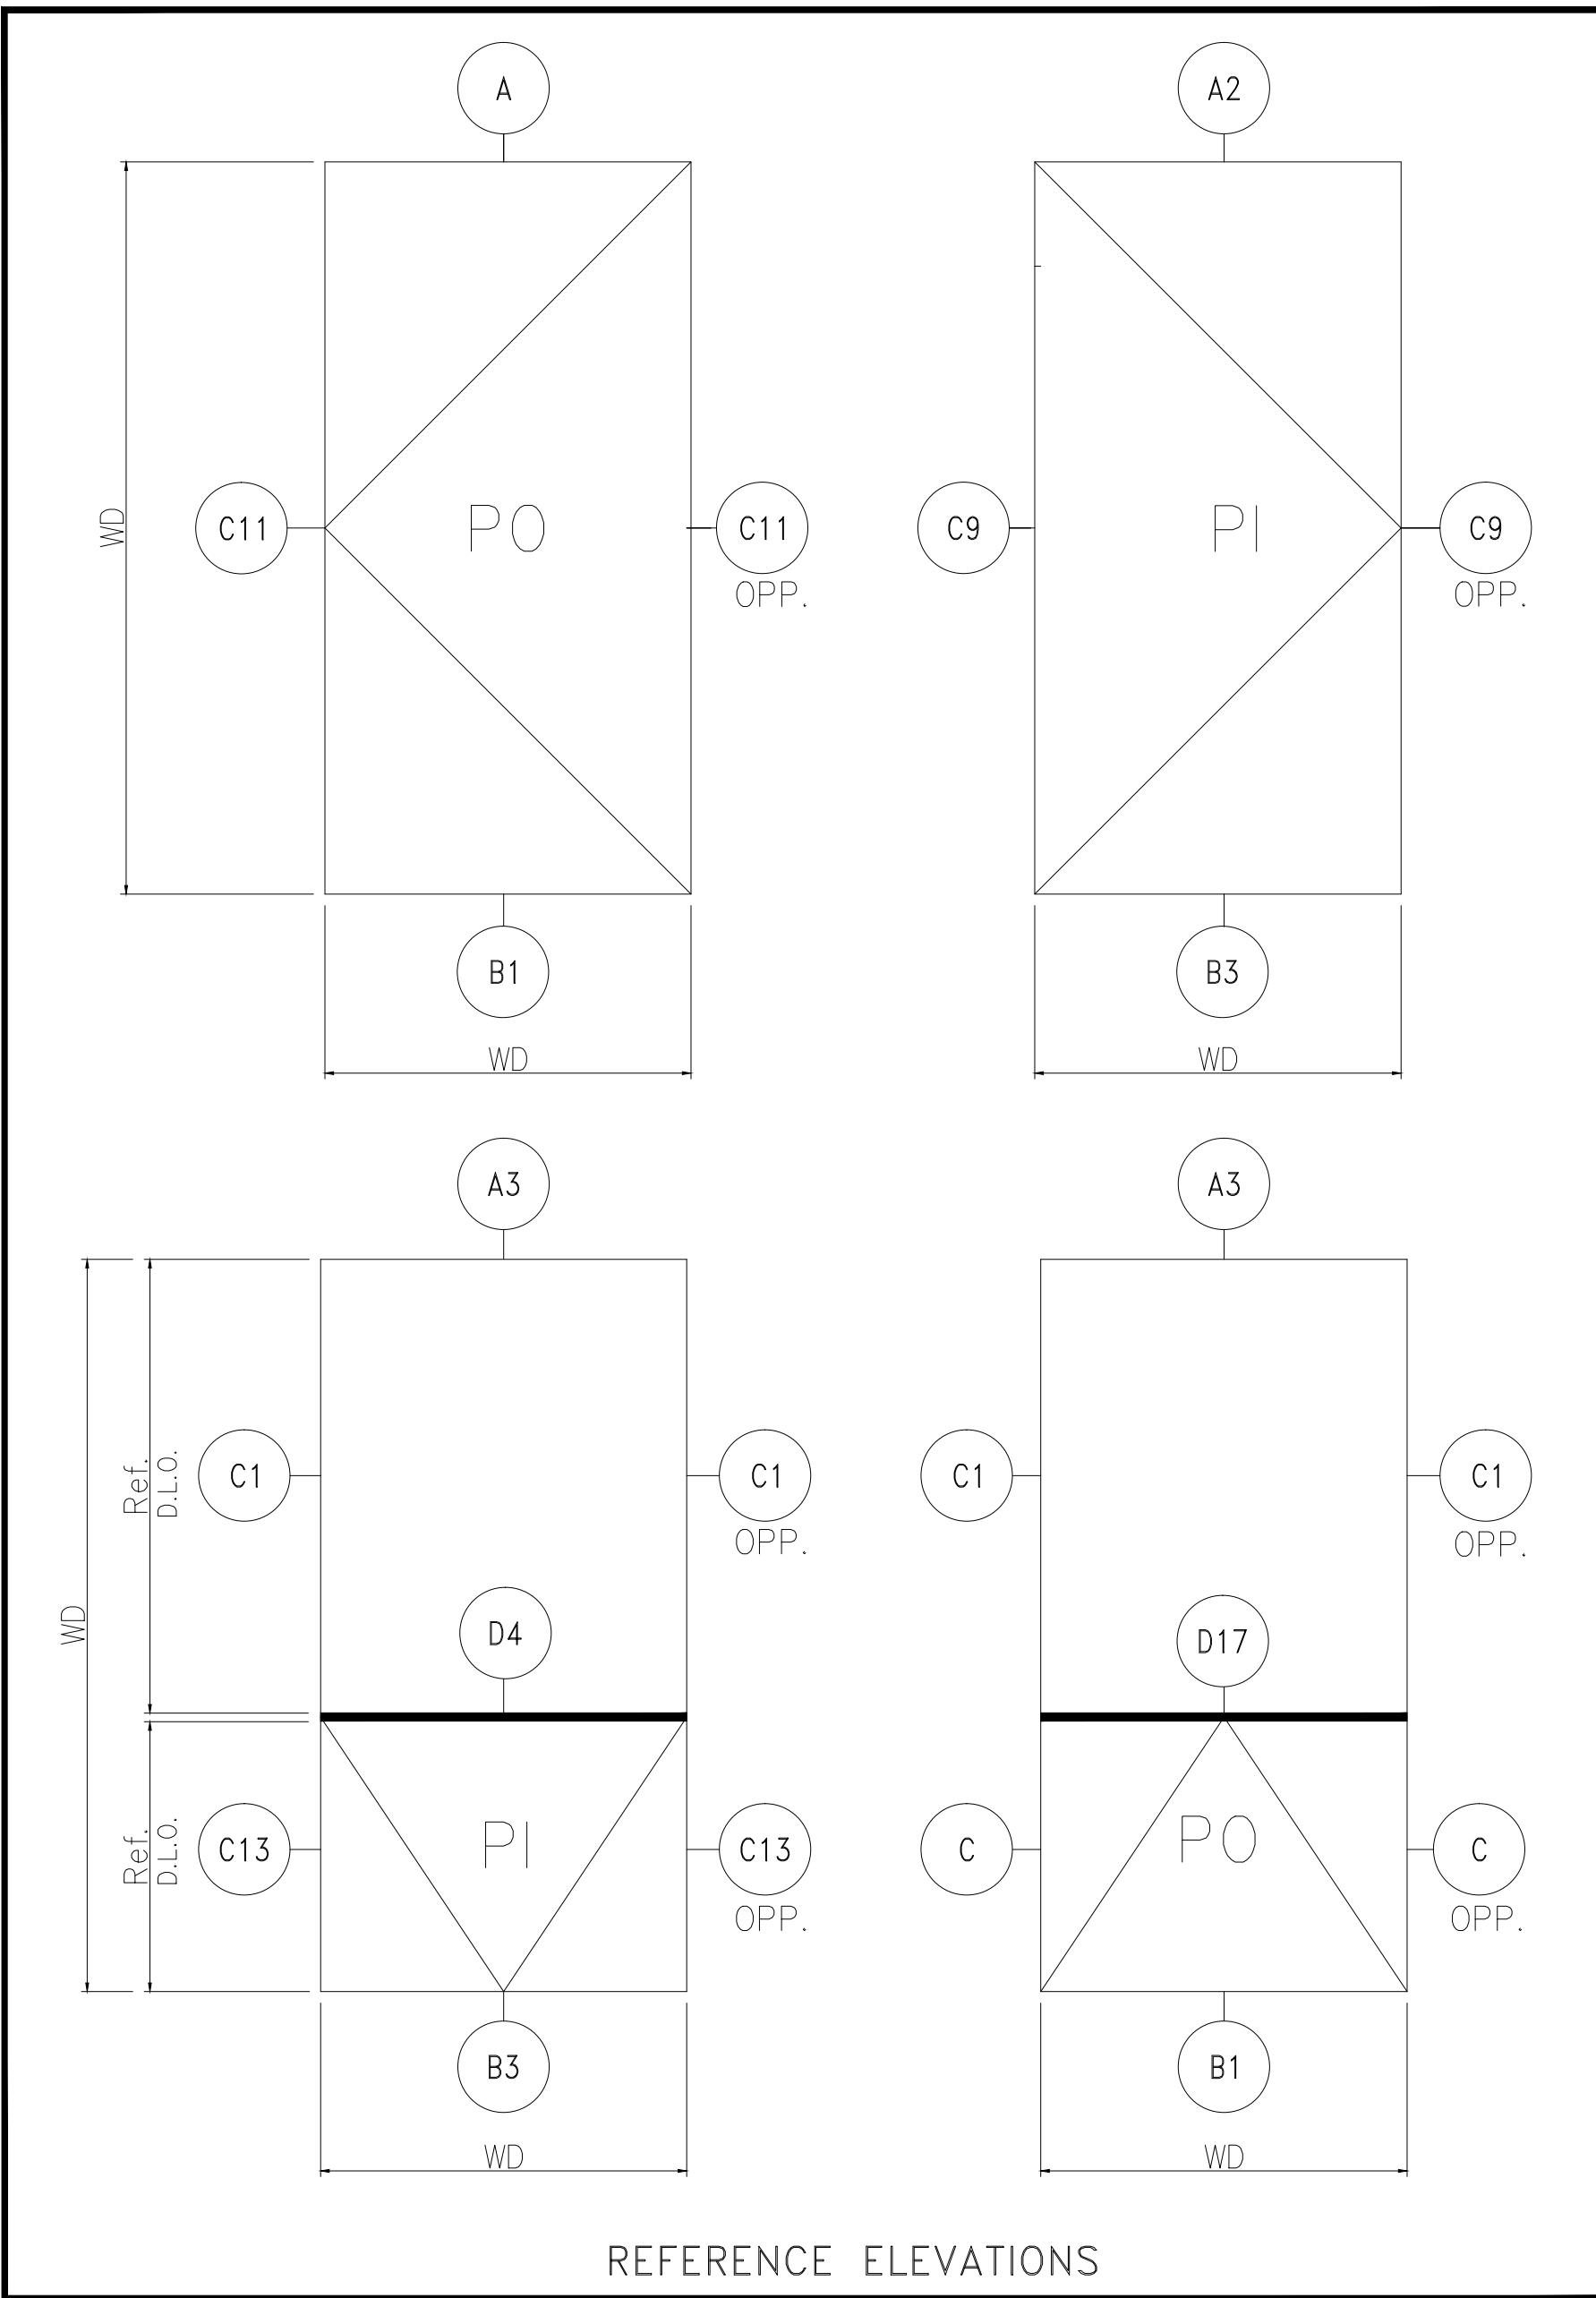 A
A2
WD
C11
PO
C11
OPP.
C9
PI
C9
OPP.
B1
B3
WD
WD
A3
A3
Ref.
D.L.O.
C1
C1
OPP.
C1
C1
OPP.
WD
D4
D17
Ref.
D.L.O.
C13
PI
C13
OPP.
C
PO
C
OPP.
B3
B1
WD
WD
REFERENCE ELEVATIONS